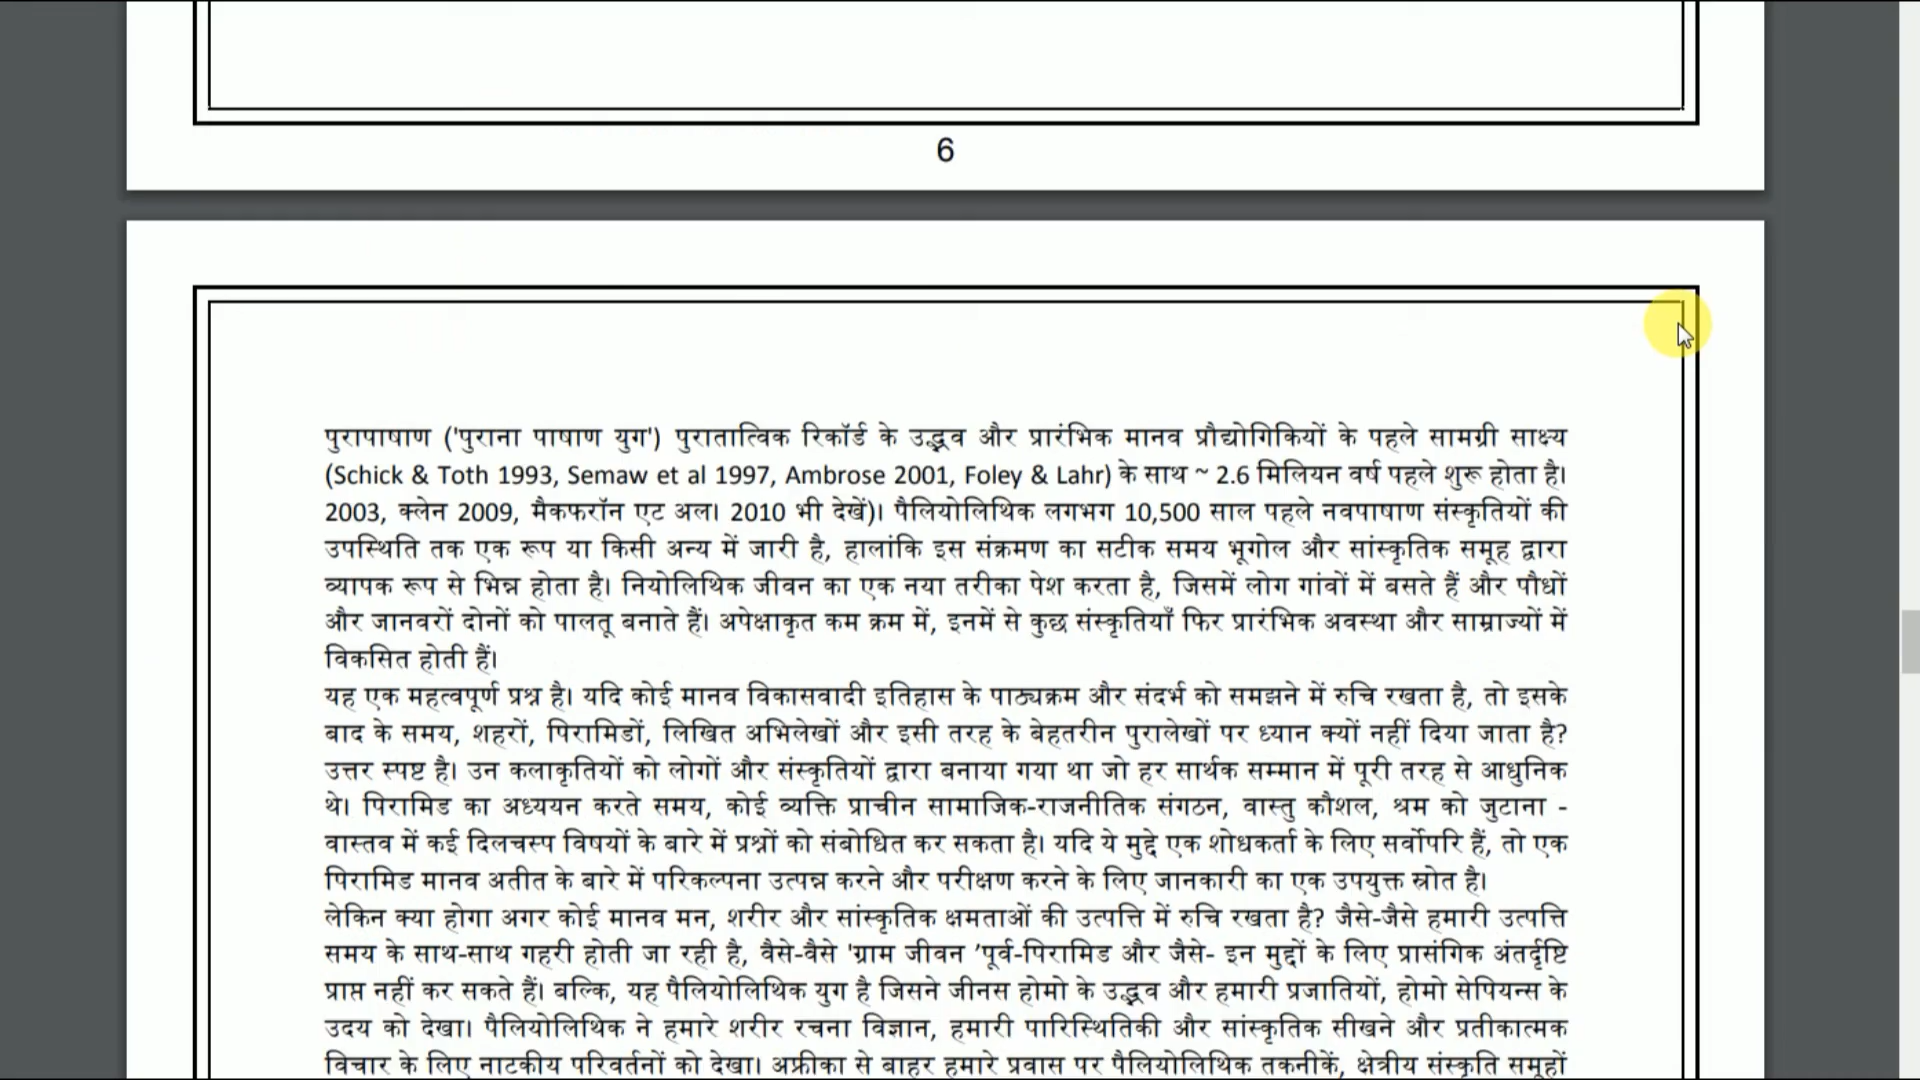 6
पुरापाषाण ('पुराना पाषाण युग') पुरातात्विक रिकॉर्ड के उद्भव और प्रारंभिक मानव प्रौद्योगिकियों के पहले सामग्री साक्ष्य
(Schick & Toth 1993, Semaw et al 1997, Ambrose 2001, Foley & Lahr) के साथ ~ 2.6 मिलियन वर्ष पहले शुरू होता है।
2003, क्लेन 2009, मैकफरॉन एट अल। 2010 भी देखें)। पैलियोलिथिक लगभग 10,500 साल पहले नवपाषाण संस्कृतियों की
उपस्थिति तक एक रूप या किसी अन्य में जारी है, हालांकि इस संक्रमण का सटीक समय भूगोल और सांस्कृतिक समूह द्वारा
व्यापक रूप से भिन्न होता है। नियोलिथिक जीवन का एक नया तरीका पेश करता है, जिसमें लोग गांवों में बसते हैं और पौधों
और जानवरों दोनों को पालतू बनाते हैं। अपेक्षाकृत कम क्रम में, इनमें से कुछ संस्कृतियाँ फिर प्रारंभिक अवस्था और साम्राज्यों में
विकसित होती हैं।
यह एक महत्वपूर्ण प्रश्न है। यदि कोई मानव विकासवादी इतिहास के पाठ्यक्रम और संदर्भ को समझने में रुचि रखता है, तो इसके
बाद के समय, शहरों, पिरामिडों, लिखित अभिलेखों और इसी तरह के बेहतरीन पुरालेखों पर ध्यान क्यों नहीं दिया जाता है?
उत्तर स्पष्ट है। उन कलाकृतियों को लोगों और संस्कृतियों द्वारा बनाया गया था जो हर सार्थक सम्मान में पूरी तरह से आधुनिक
थे। पिरामिड का अध्ययन करते समय, कोई व्यक्ति प्राचीन सामाजिक-राजनीतिक संगठन, वास्तु कौशल, श्रम को जुटाना -
वास्तव में कई दिलचस्प विषयों के बारे में प्रश्नों को संबोधित कर सकता है। यदि ये मुद्दे एक शोधकर्ता के लिए सर्वोपरि हैं, तो एक
पिरामिड मानव अतीत के बारे में परिकल्पना उत्पन्न करने और परीक्षण करने के लिए जानकारी का एक उपयुक्त स्रोत है।
लेकिन क्या होगा अगर कोई मानव मन, शरीर और सांस्कृतिक क्षमताओं की उत्पत्ति में रुचि रखता है? जैसे-जैसे हमारी उत्पत्ति
समय के साथ-साथ गहरी होती जा रही है, वैसे-वैसे 'ग्राम जीवन ’पूर्व-पिरामिड और जैसे- इन मुद्दों के लिए प्रासंगिक अंतर्दृष्टि
प्राप्त नहीं कर सकते हैं। बल्कि, यह पैलियोलिथिक युग है जिसने जीनस होमो के उद्भव और हमारी प्रजातियों, होमो सेपियन्स के
उदय को देखा। पैलियोलिथिक ने हमारे शरीर रचना विज्ञान, हमारी पारिस्थितिकी और सांस्कृतिक सीखने और प्रतीकात्मक
विचार के लिए नाटकीय परिवर्तनों को देखा। अफ्रीका से बाहर हमारे प्रवास पर पैलियोलिथिक तकनीकें, क्षेत्रीय संस्कृति समूहों